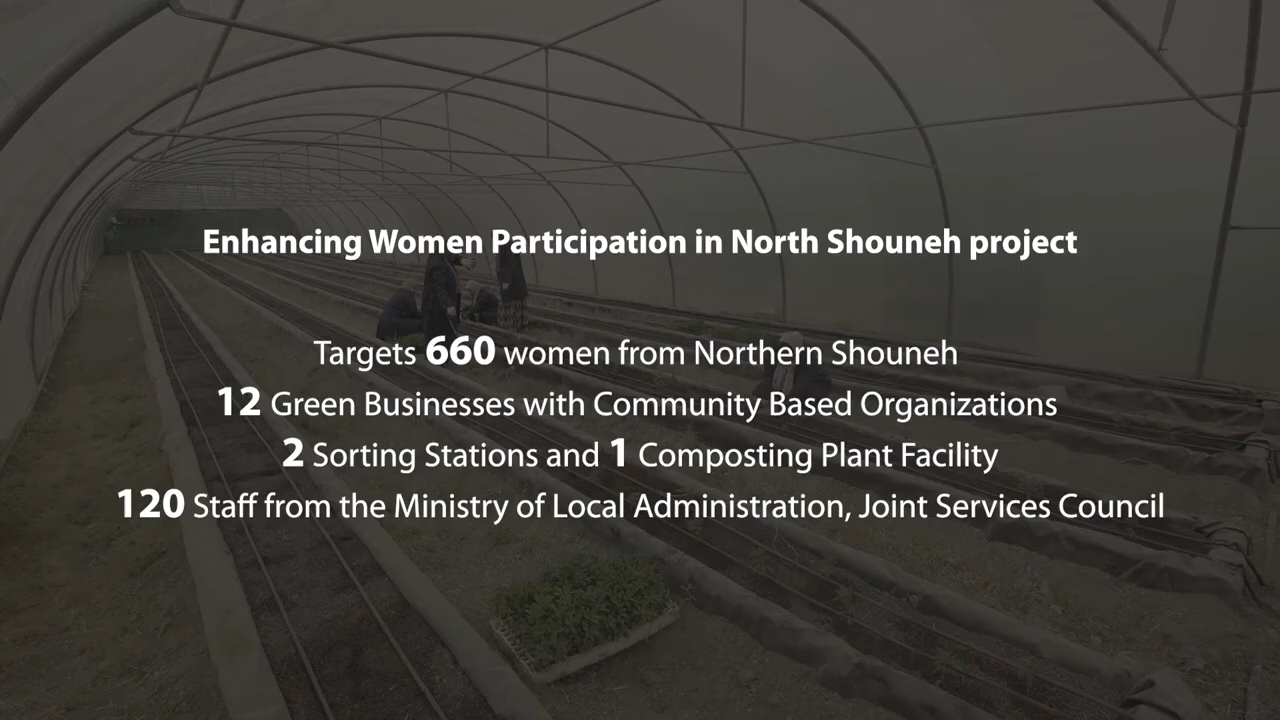 Enhancing Women Participation in North Shouneh project
Targets 660 women from Northern Shouneh
12 Green Businesses with Community Based Organizations
2 Sorting Stations and 1 Composting Plant Facility
120 Staff from the Ministry of Local Administration, Joint Services Council